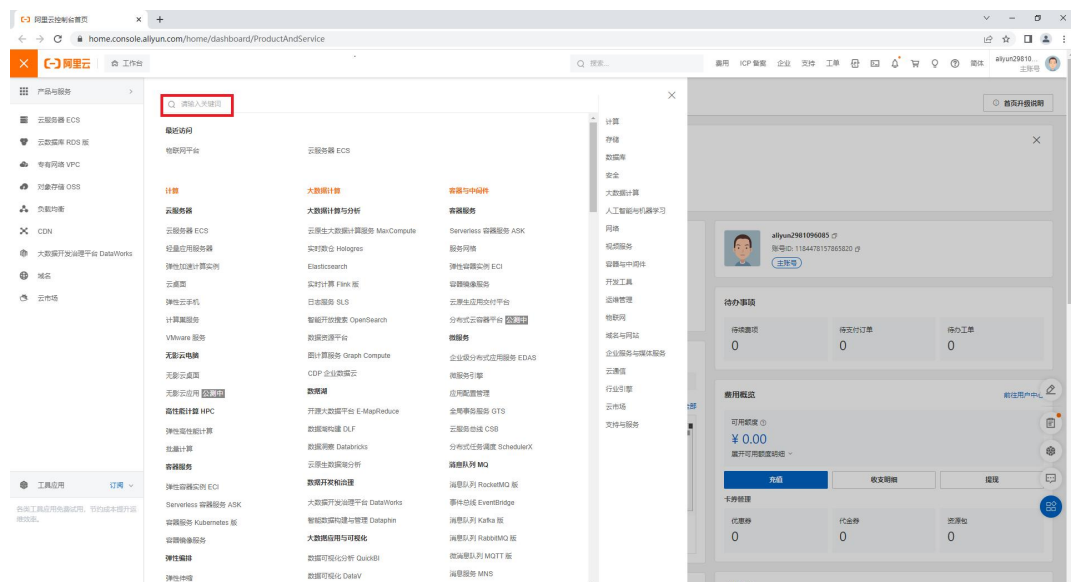 阿里云控制台首页
home.console.aliyun.com/home/dashboard/ProductAndService
阿里云 工作台 搜索... 费用 ICP 备案 企业 支持 工单 简体 aliyun29810...
主账号
产品与服务
云服务器 ECS
云数据库 RDS 版
专有网络 VPC
对象存储 OSS
负载均衡
CDN
大数据开发治理平台 DataWorks
域名
云市场
工具应用 订阅
请输入关键词
最近访问
物联网平台 云服务器 ECS
计算
云服务器
云服务器 ECS
轻量应用服务器
弹性加速计算实例
云桌面
弹性云手机
计算巢服务
VMware 服务
无影云电脑
无影云桌面
无影云应用 公测中
高性能计算 HPC
弹性高性能计算
批量计算
容器服务
弹性容器实例 ECI
Serverless 容器服务 ASK
容器服务 Kubernetes 版
容器镜像服务
弹性编排
弹性伸缩
大数据计算
大数据计算与分析
云原生大数据计算服务 MaxCompute
实时数仓 Hologres
Elasticsearch
实时计算 Flink 版
日志服务 SLS
智能开放搜索 OpenSearch
数据资源平台
图计算服务 Graph Compute
CDP 企业数据云
数据湖
开源大数据平台 E-MapReduce
数据湖构建 DLF
数据洞察 Databricks
云原生数据湖分析
数据开发和治理
大数据开发治理平台 DataWorks
智能数据构建与管理 Dataphin
大数据应用与可视化
数据可视化分析 QuickBI
数据可视化 DataV
容器与中间件
容器服务
Serverless 容器服务 ASK
服务网格
弹性容器实例 ECI
容器镜像服务
云原生应用交付平台
分布式云容器平台 公测中
微服务
企业级分布式应用服务 EDAS
微服务引擎
应用配置管理
全局事务服务 GTS
云服务总线 CSB
分布式任务调度 SchedulerX
消息队列 MQ
消息队列 RocketMQ 版
事件总线 EventBridge
消息队列 Kafka 版
消息队列 RabbitMQ 版
微消息队列 MQTT 版
消息服务 MNS
计算
存储
数据库
安全
大数据计算
人工智能与机器学习
网络
视频服务
容器与中间件
开发工具
运维管理
物联网
域名与网站
企业服务与媒体服务
云通信
行业引擎
云市场
支持与服务
首页升级说明
aliyun2981096085
账号ID: 1184478157865820
主账号
待办事项
待续费项 待支付订单 待办工单
0 0 0
费用概览 前往用户中心
可用额度
¥ 0.00
展开可用额度明细
充值 收支明细 提现
卡券管理
优惠券 代金券 资源包
0 0 0